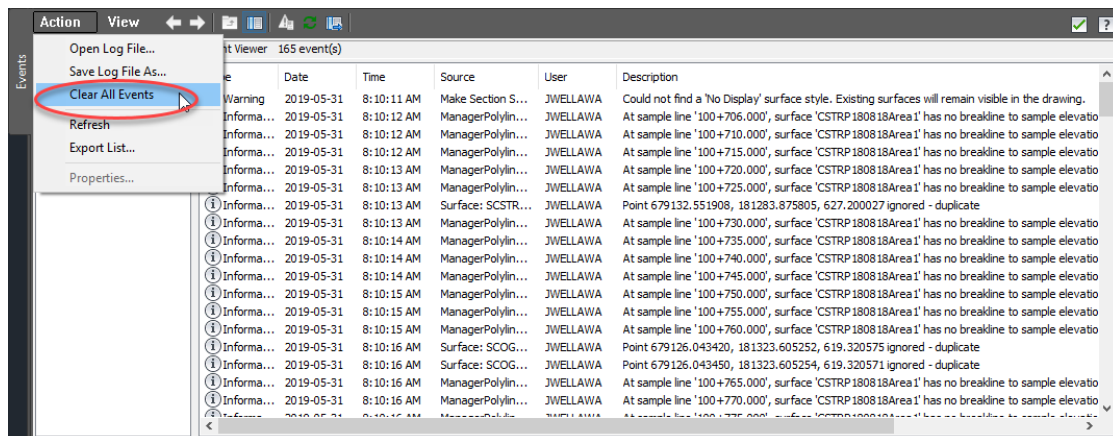 Action View
Events
Open Log File...
Save Log File As...
Clear All Events
Refresh
Export List...
Properties...
nt Viewer 165 event(s)
e Date Time Source User Description
Warning 2019-05-31 8:10:11 AM Make Section S... JWELLAWA Could not find a 'No Display' surface style. Existing surfaces will remain visible in the drawing.
Informa... 2019-05-31 8:10:12 AM ManagerPolylin... JWELLAWA At sample line '100+706.000', surface 'CSTRP180818Area1' has no breakline to sample elevatio
Informa... 2019-05-31 8:10:12 AM ManagerPolylin... JWELLAWA At sample line '100+710.000', surface 'CSTRP180818Area1' has no breakline to sample elevatio
Informa... 2019-05-31 8:10:12 AM ManagerPolylin... JWELLAWA At sample line '100+715.000', surface 'CSTRP180818Area1' has no breakline to sample elevatio
Informa... 2019-05-31 8:10:13 AM ManagerPolylin... JWELLAWA At sample line '100+720.000', surface 'CSTRP180818Area1' has no breakline to sample elevatio
Informa... 2019-05-31 8:10:13 AM ManagerPolylin... JWELLAWA At sample line '100+725.000', surface 'CSTRP180818Area1' has no breakline to sample elevatio
Informa... 2019-05-31 8:10:13 AM Surface: SCSTR... JWELLAWA Point 679132.551908, 181283.875805, 627.200027 ignored - duplicate
Informa... 2019-05-31 8:10:13 AM ManagerPolylin... JWELLAWA At sample line '100+730.000', surface 'CSTRP180818Area1' has no breakline to sample elevatio
Informa... 2019-05-31 8:10:14 AM ManagerPolylin... JWELLAWA At sample line '100+735.000', surface 'CSTRP180818Area1' has no breakline to sample elevatio
Informa... 2019-05-31 8:10:14 AM ManagerPolylin... JWELLAWA At sample line '100+740.000', surface 'CSTRP180818Area1' has no breakline to sample elevatio
Informa... 2019-05-31 8:10:14 AM ManagerPolylin... JWELLAWA At sample line '100+745.000', surface 'CSTRP180818Area1' has no breakline to sample elevatio
Informa... 2019-05-31 8:10:15 AM ManagerPolylin... JWELLAWA At sample line '100+750.000', surface 'CSTRP180818Area1' has no breakline to sample elevatio
Informa... 2019-05-31 8:10:15 AM ManagerPolylin... JWELLAWA At sample line '100+755.000', surface 'CSTRP180818Area1' has no breakline to sample elevatio
Informa... 2019-05-31 8:10:15 AM ManagerPolylin... JWELLAWA At sample line '100+760.000', surface 'CSTRP180818Area1' has no breakline to sample elevatio
Informa... 2019-05-31 8:10:16 AM Surface: SCOG... JWELLAWA Point 679126.043420, 181323.605252, 619.320575 ignored - duplicate
Informa... 2019-05-31 8:10:16 AM Surface: SCOG... JWELLAWA Point 679126.043450, 181323.605254, 619.320571 ignored - duplicate
Informa... 2019-05-31 8:10:16 AM ManagerPolylin... JWELLAWA At sample line '100+765.000', surface 'CSTRP180818Area1' has no breakline to sample elevatio
Informa... 2019-05-31 8:10:16 AM ManagerPolylin... JWELLAWA At sample line '100+770.000', surface 'CSTRP180818Area1' has no breakline to sample elevatio